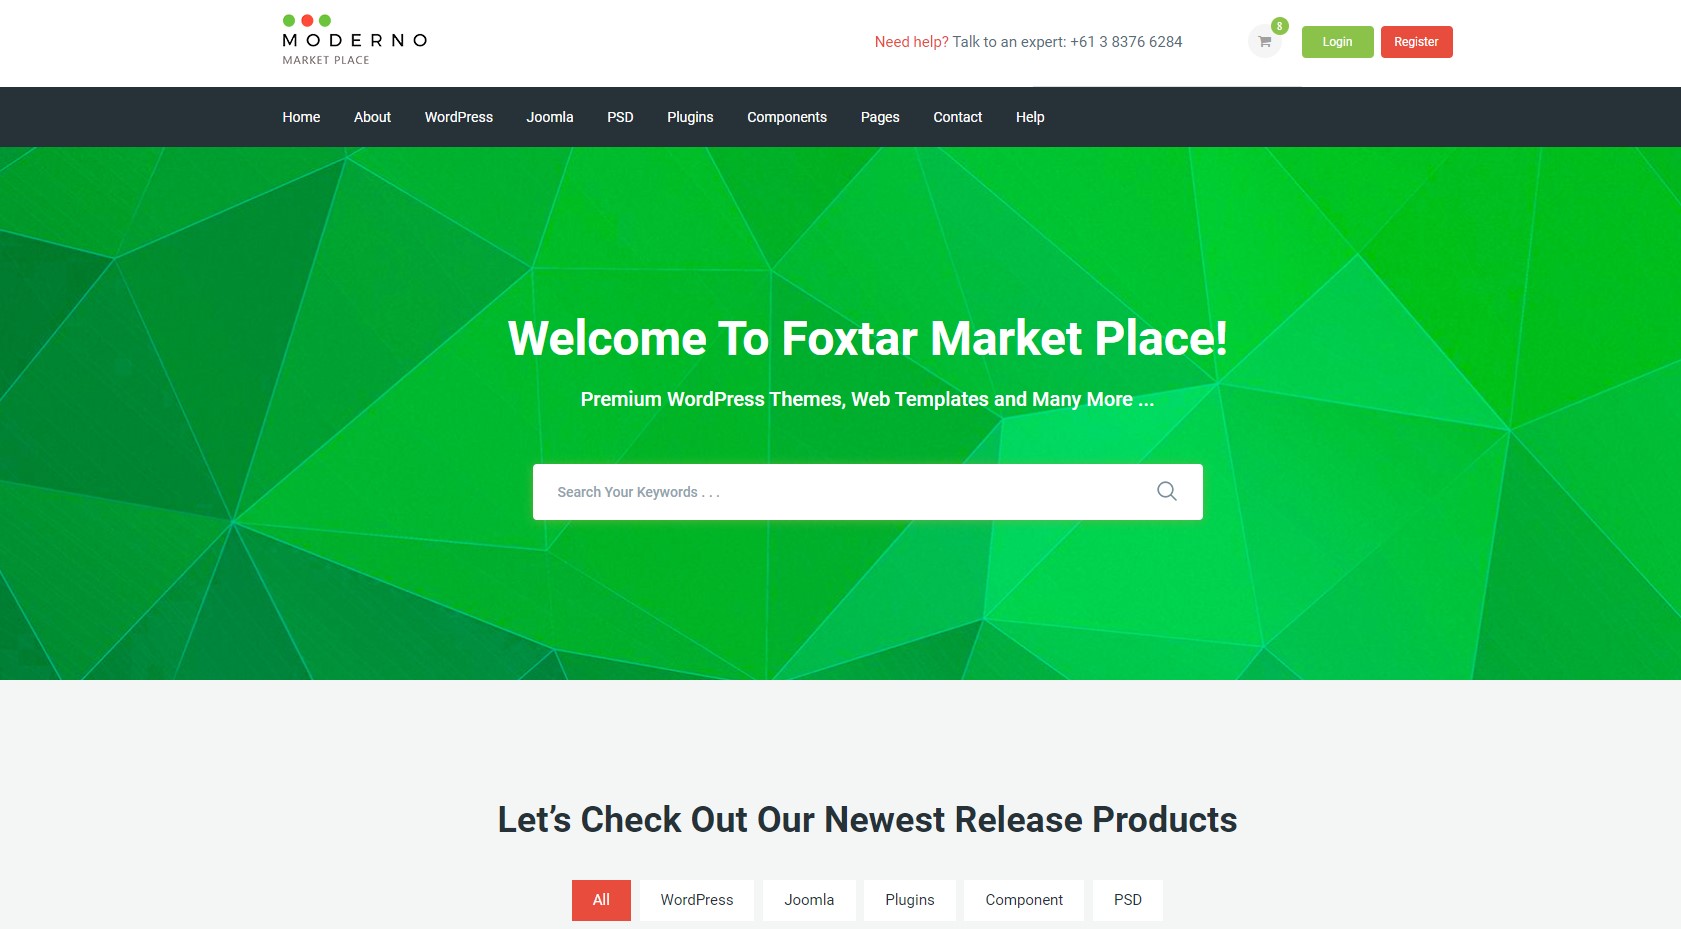 MODERNO
MARKET PLACE
Need help? Talk to an expert: +61 3 8376 6284
8
Login
Register
Home About WordPress Joomla PSD Plugins Components Pages Contact Help
Welcome To Foxtar Market Place!
Premium WordPress Themes, Web Templates and Many More ...
Search Your Keywords . . .
Let’s Check Out Our Newest Release Products
All WordPress Joomla Plugins Component PSD